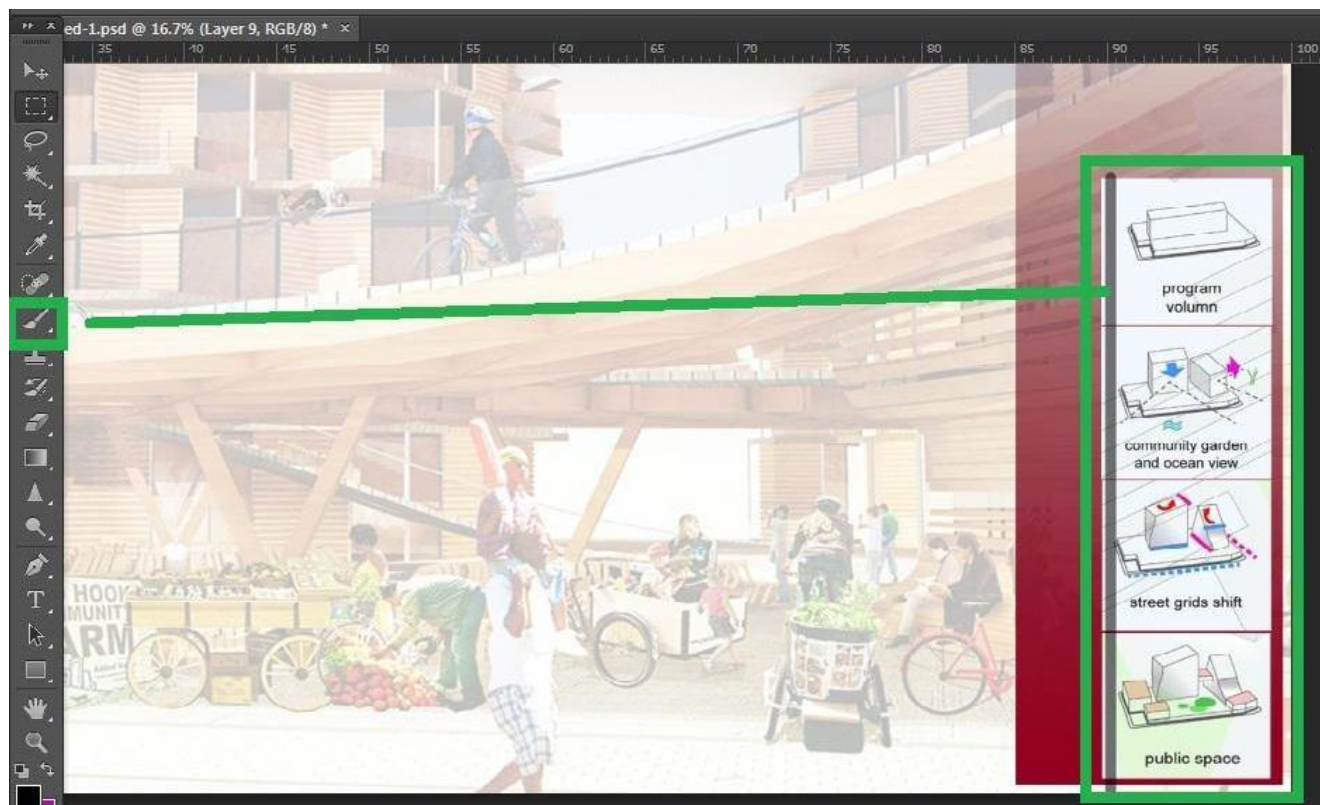 ed-1.psd @ 16.7% (Layer 9, RGB/8) * ×
35 40 45 50 55 60 65 70 75 80 85 90 95 100
T
program
volumn
community garden
and ocean view
HOOK
MUNIT
ARM
street grids shift
public space